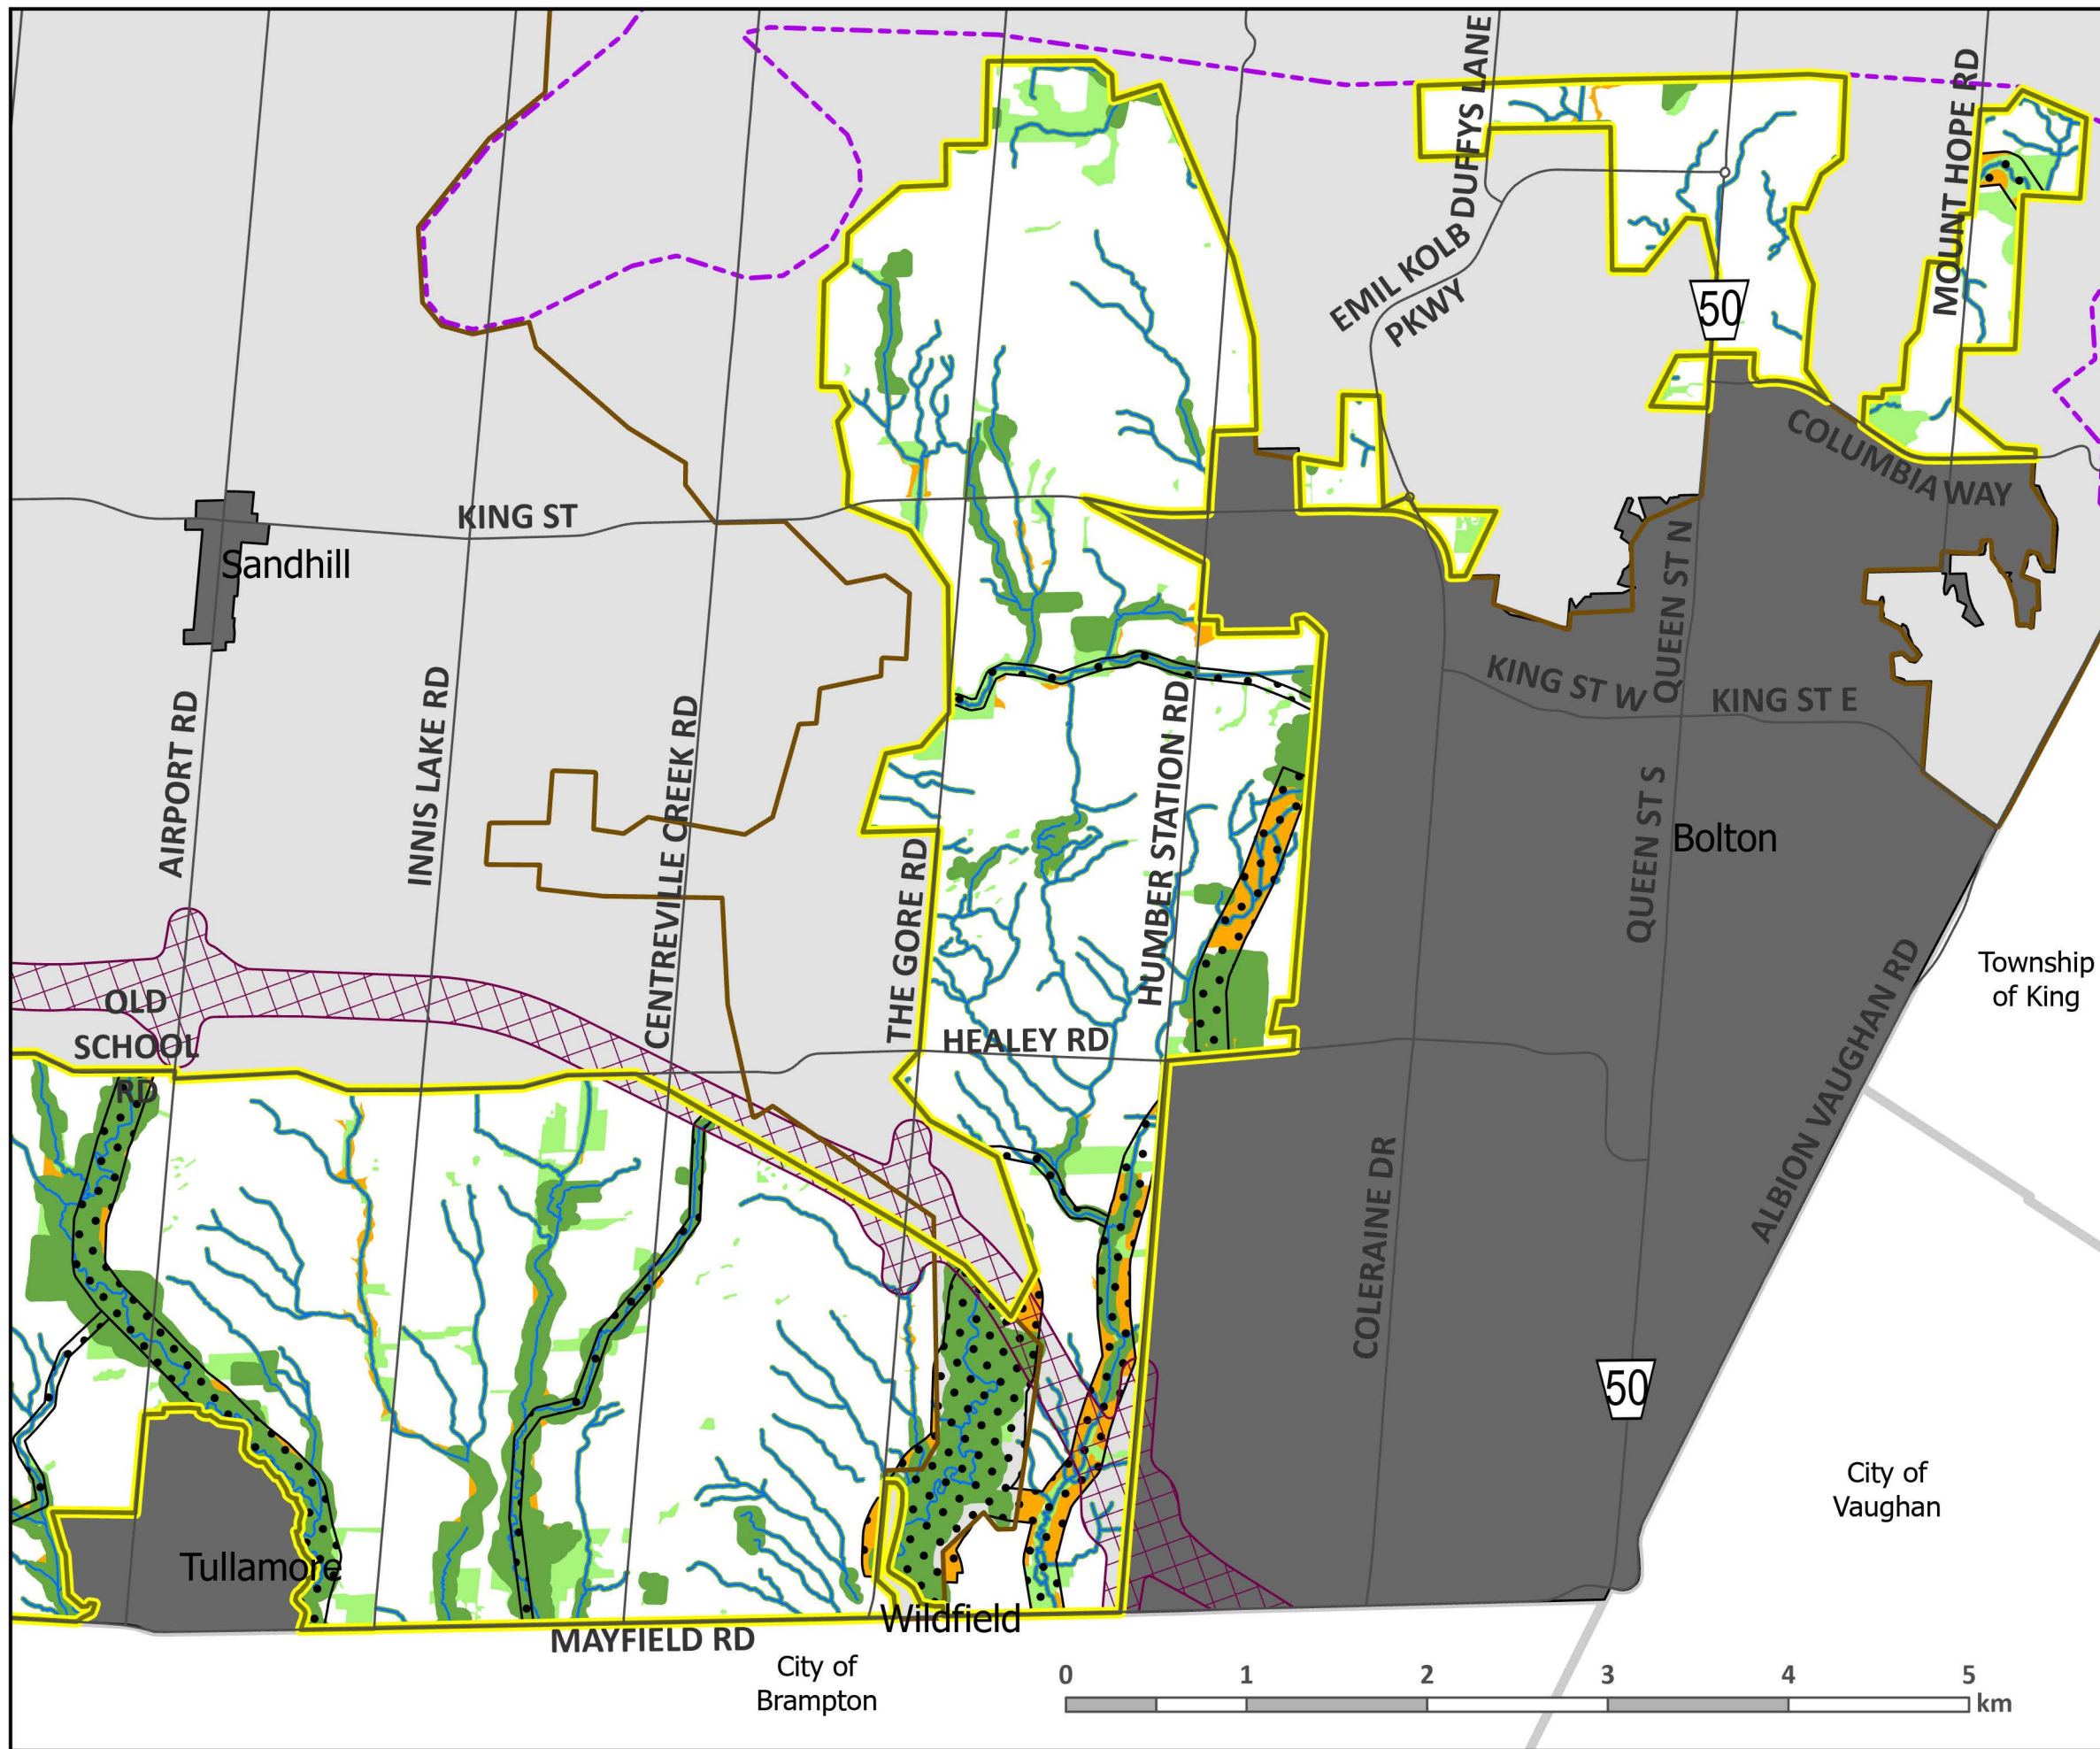 DUFFYS LANE
MOUNT HOPE RD
EMIL KOLB
PKWY
50
COLUMBIA WAY
KING ST
Sandhill
QUEEN ST N
KING ST W
KING ST E
AIRPORT RD
INNIS LAKE RD
CENTREVILLE CREEK RD
THE GORE RD
HUMBER STATION RD
QUEEN ST S
Bolton
Township
of King
OLD
SCHOOL
RD
HEALEY RD
ALBION VAUGHAN RD
COLERAINE DR
50
City of
Vaughan
Tullamore
Wildfield
MAYFIELD RD
City of
Brampton
0 1 2 3 4 5
km